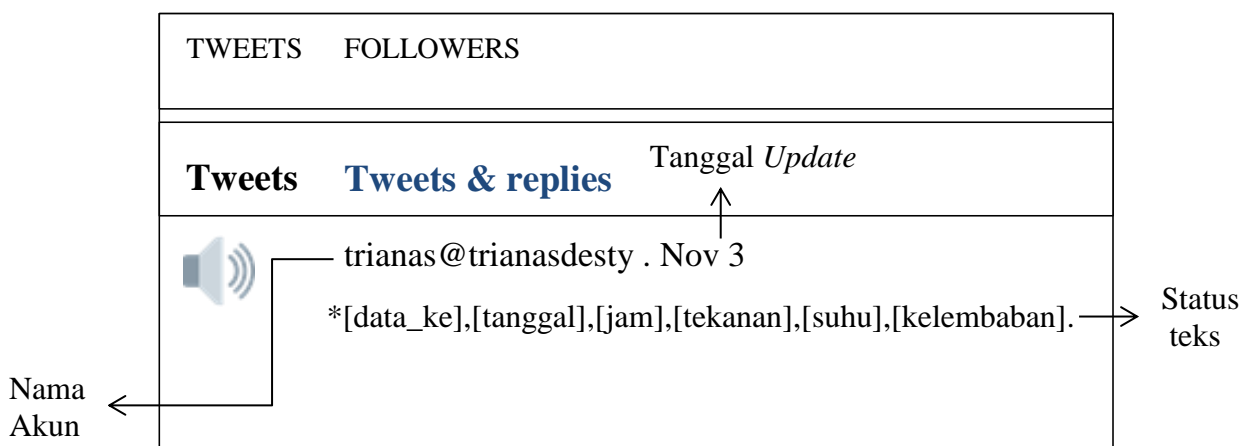 TWEETS FOLLOWERS
Tanggal Update
Tweets Tweets & replies
trianas@trianasdesty . Nov 3
*[data_ke],[tanggal],[jam],[tekanan],[suhu],[kelembaban].
Status
teks
Nama
Akun